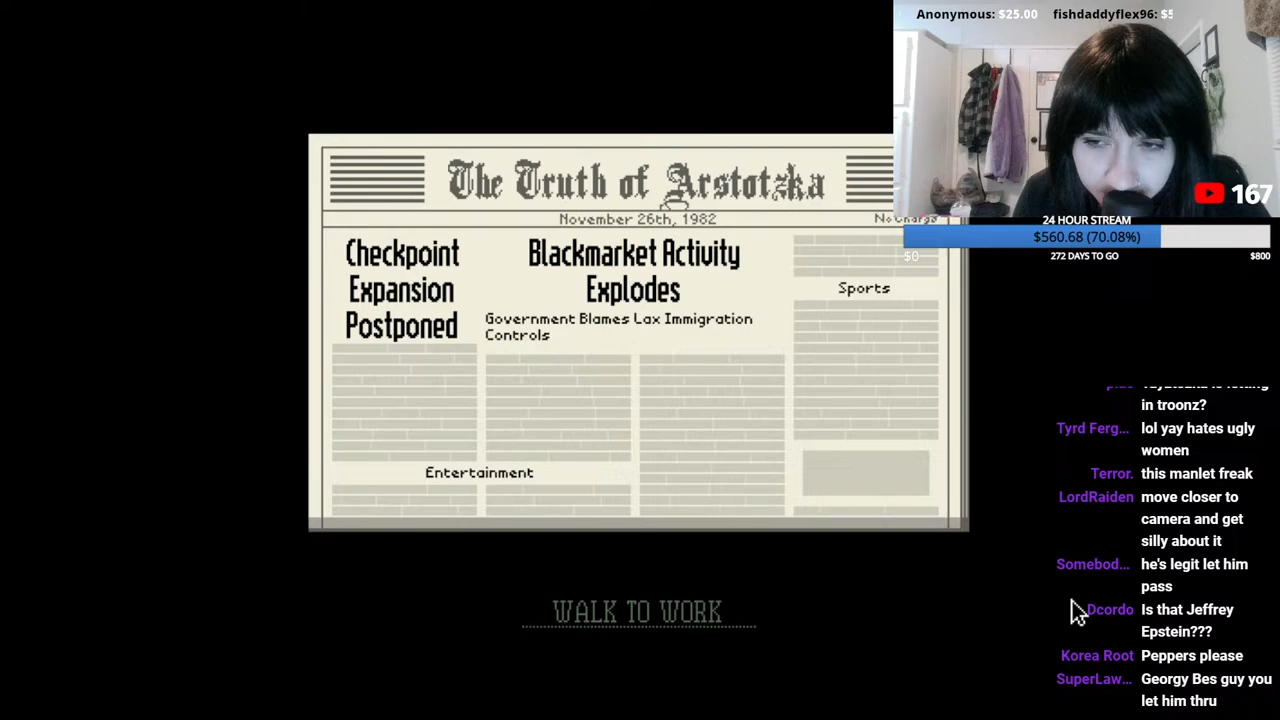 Anonymous: $25.00 fishdaddyflex96:
167
24 HOUR STREAM
$560.68 (70.08%)
$0 272 DAYS TO GO $800
The Truth of Arstotzka
November 26th, 1982
No Charge
Checkpoint
Expansion
Postponed
Blackmarket Activity
Explodes
Government Blames Lax Immigration
Controls
Sports
Entertainment
WALK TO WORK
in troonz?
Tyrd Ferg... lol yay hates ugly
women
Terror. this manlet freak
LordRaiden move closer to
camera and get
silly about it
Somebod... he's legit let him
pass
Dcordo Is that Jeffrey
Epstein???
Korea Root Peppers please
SuperLaw... Georgy Bes guy you
let him thru